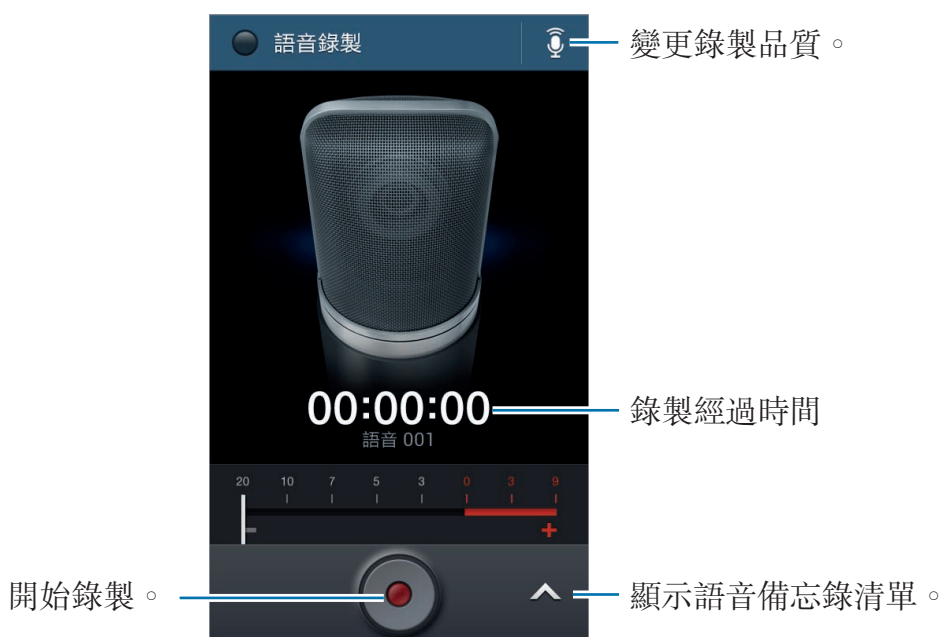 語音錄製
變更錄製品質。
00:00:00
錄製經過時間
語音 001
20 10 7 5 3 0 3 9
- +
開始錄製。
顯示語音備忘錄清單。